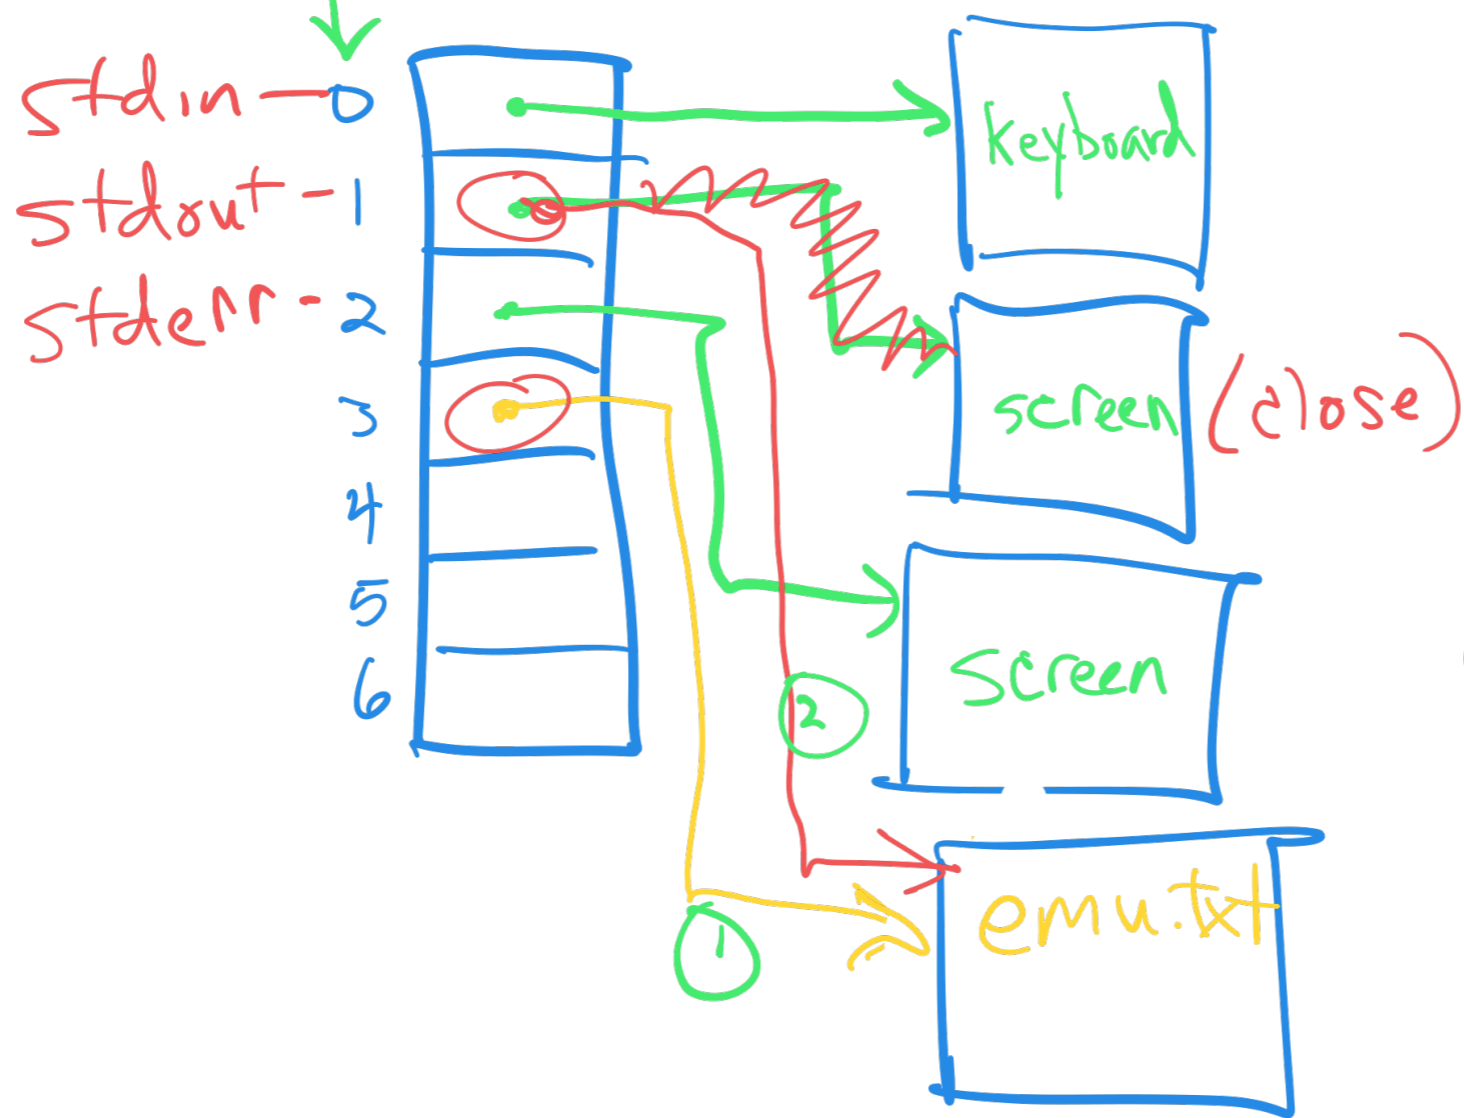 stdin - 0
stdout - 1
stderr - 2
3
4
5
6
keyboard
screen (close)
screen
2
emu.txt
1